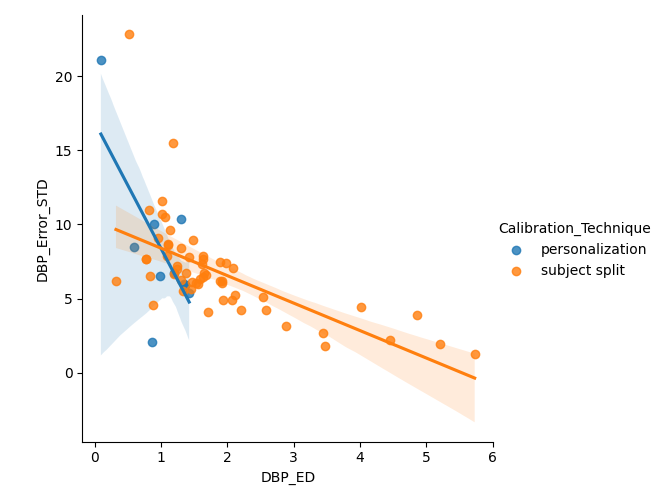 20
15
10
5
0
DBP_Error_STD
0 1 2 3 4 5 6
DBP_ED
Calibration_Technique
personalization
subject split